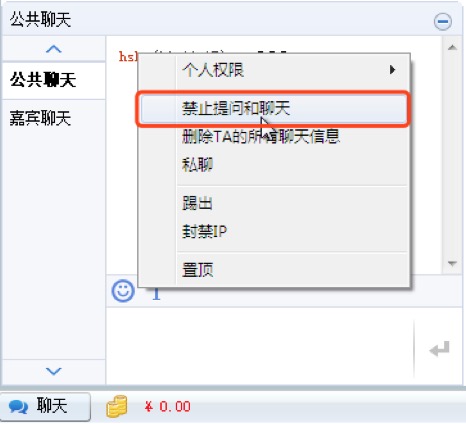 公共聊天
公共聊天
嘉宾聊天
个人权限
禁止提问和聊天
删除TA的所有聊天信息
私聊
踢出
封禁IP
置顶
T
聊天
¥ 0.00